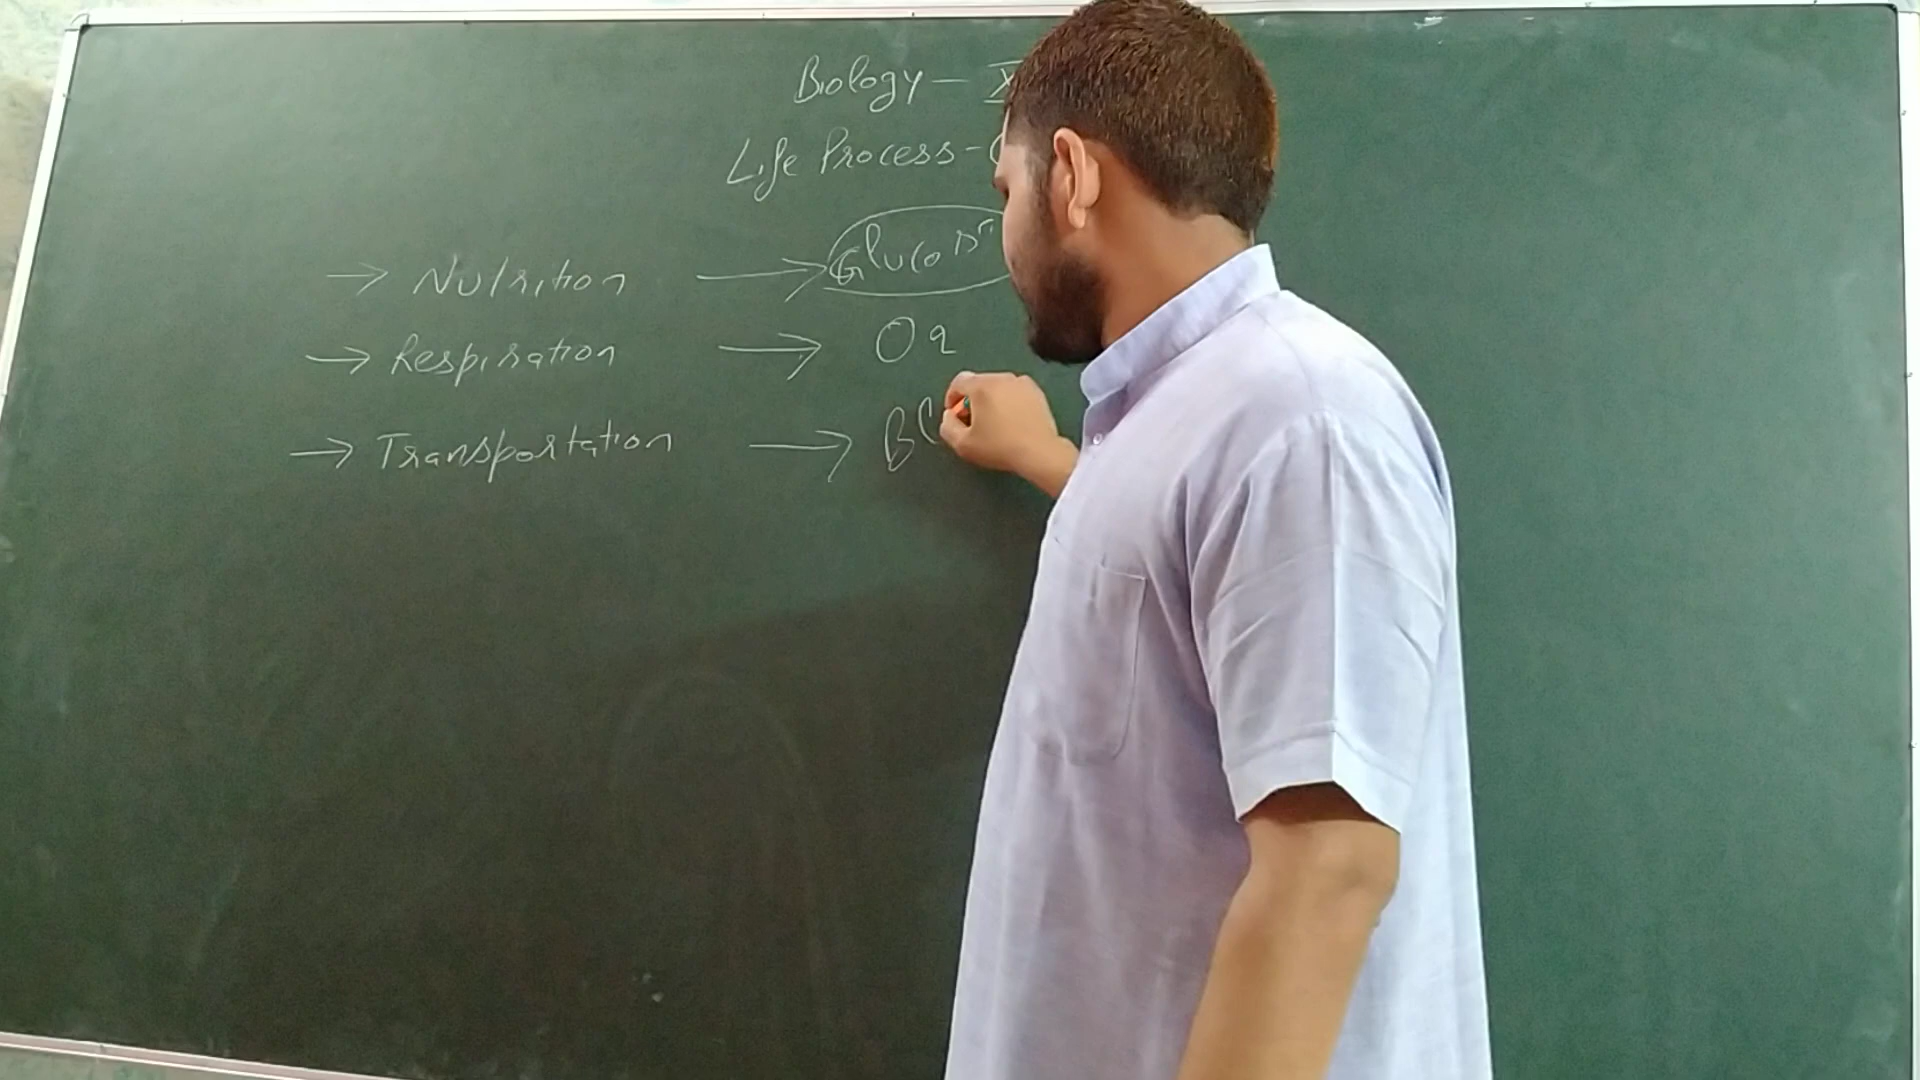 Biology - X
Life Process -
→ Nutrition → Glucose
→ Respiration → O2
→ Transportation →